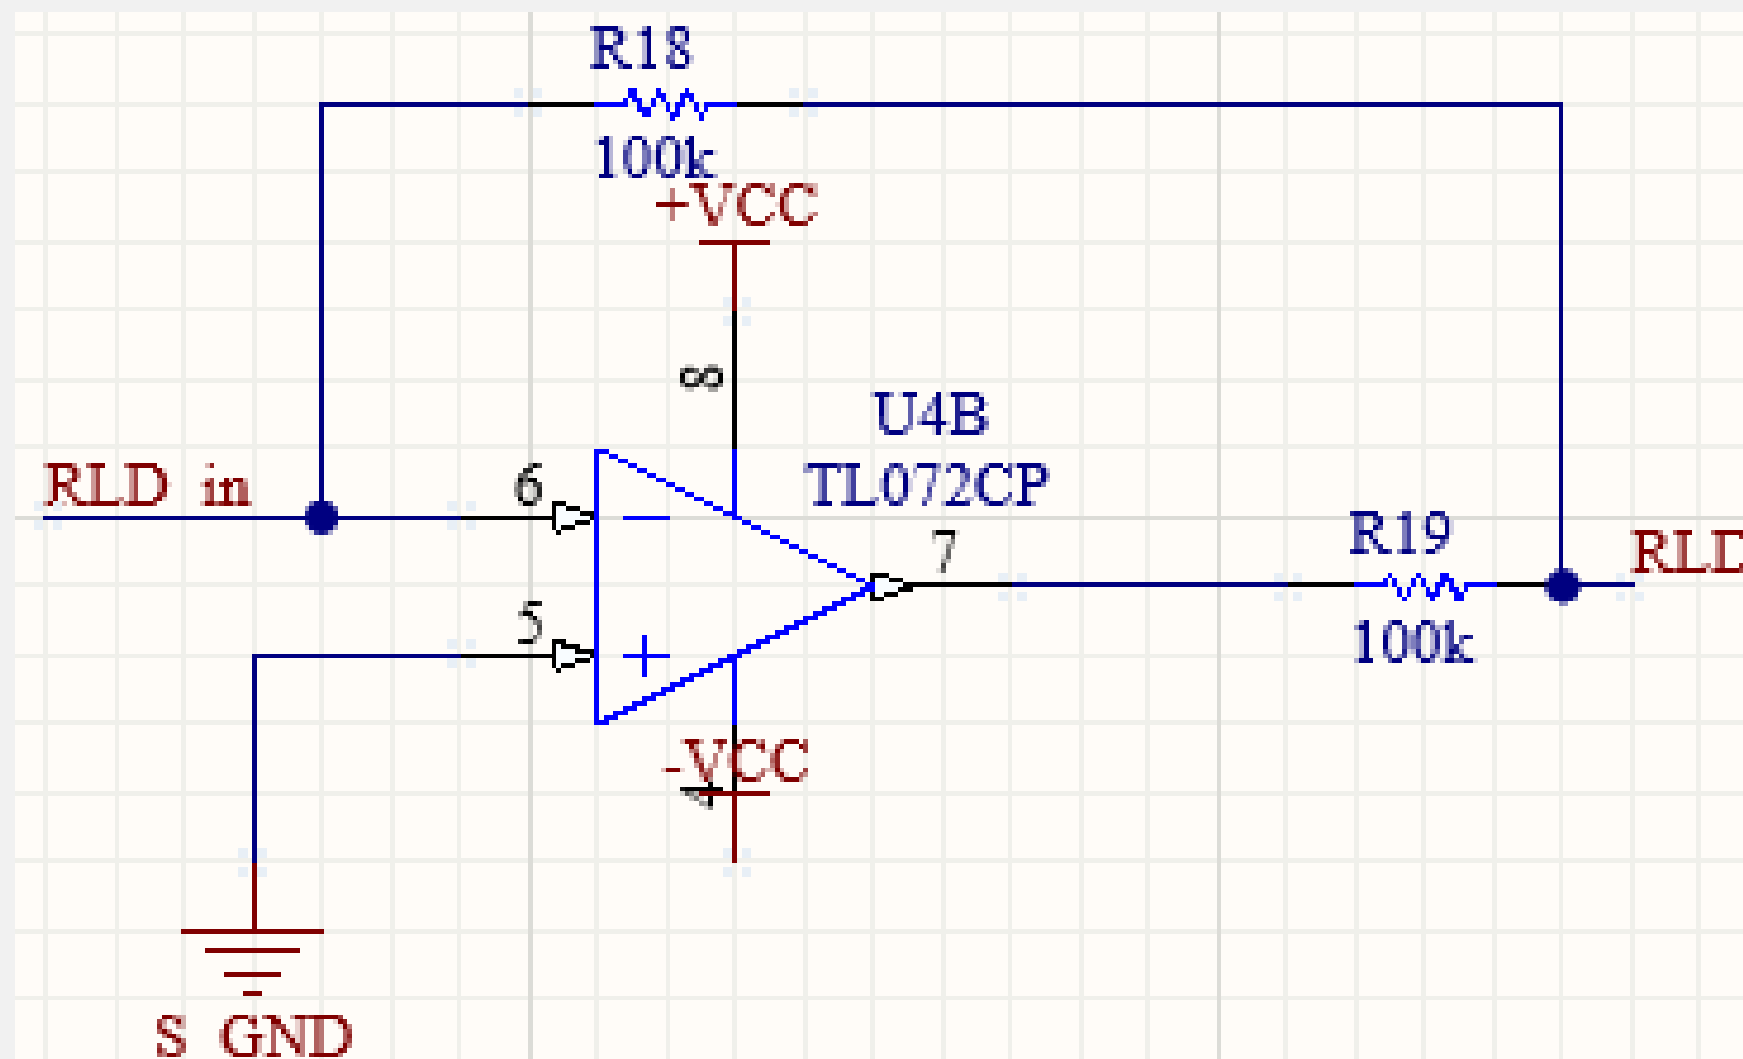 R18
100k
+VCC
8
U4B
TL072CP
RLD in
6
7
R19
RLD
5
100k
-VCC
4
S GND